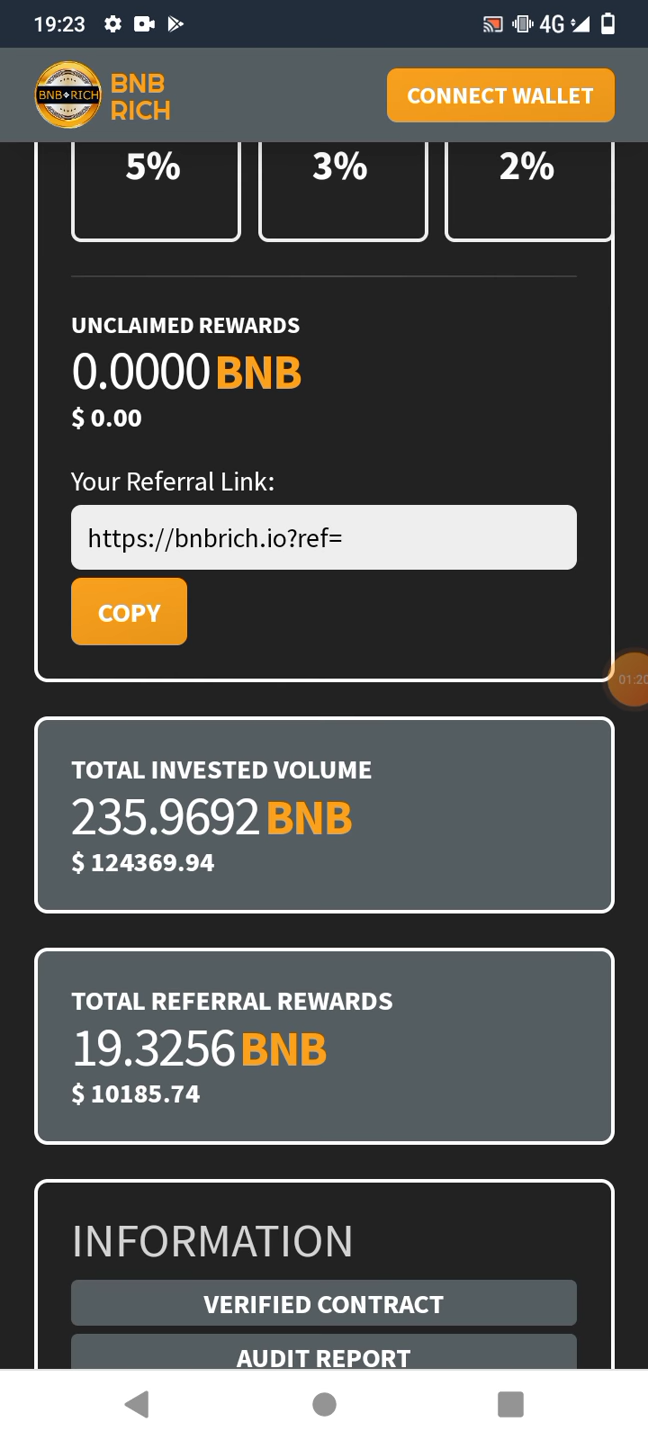 19:23
4G
BNB RICH
BNB
RICH
CONNECT WALLET
5%
3%
2%
UNCLAIMED REWARDS
0.0000 BNB
$ 0.00
Your Referral Link:
https://bnbrich.io?ref=
COPY
01:20
TOTAL INVESTED VOLUME
235.9692 BNB
$ 124369.94
TOTAL REFERRAL REWARDS
19.3256 BNB
$ 10185.74
INFORMATION
VERIFIED CONTRACT
AUDIT REPORT